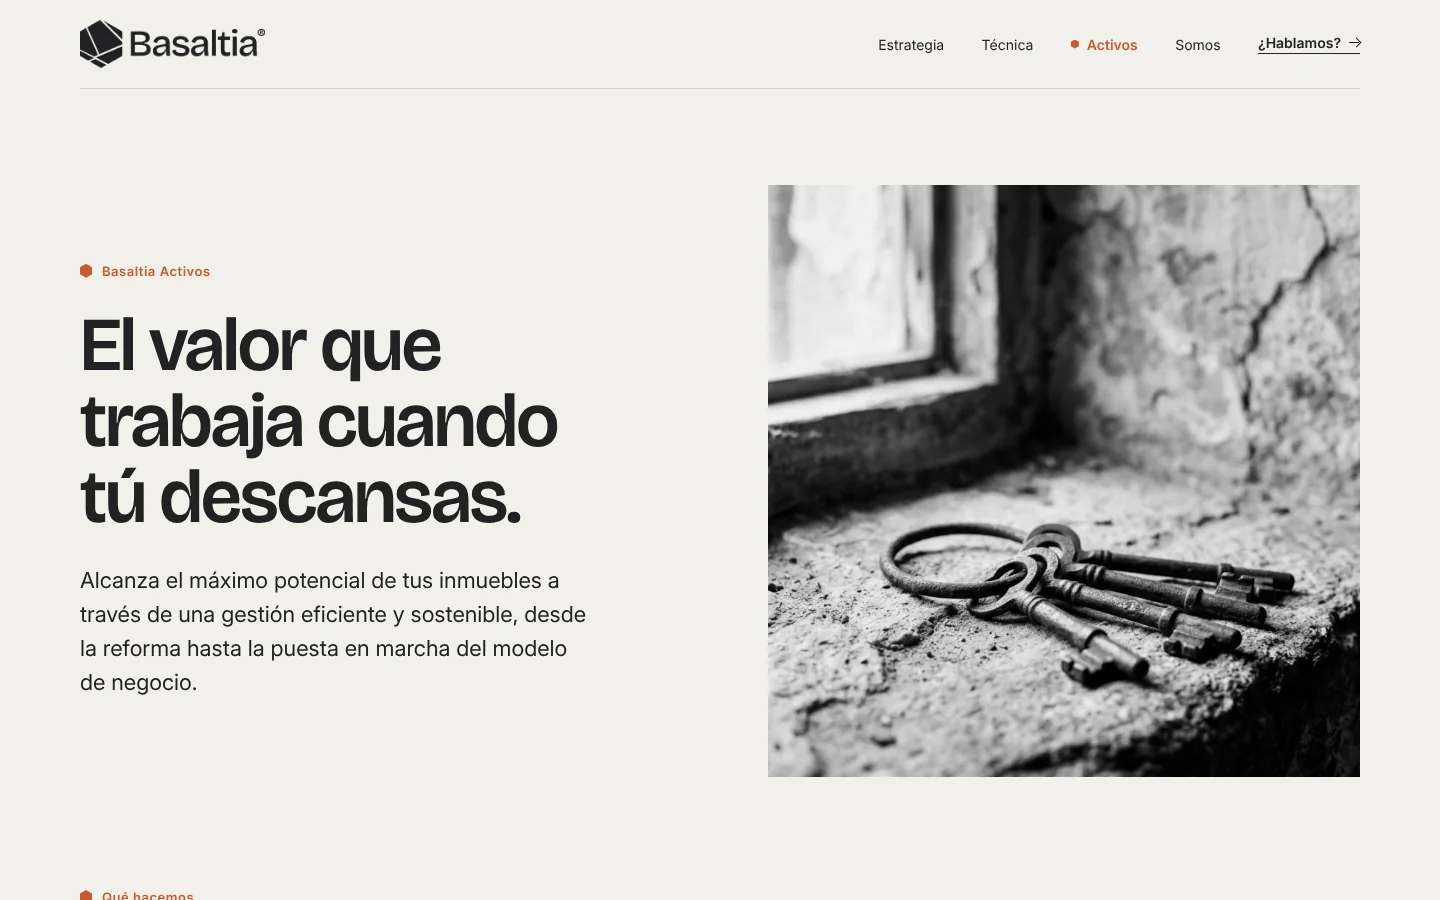 Basaltia®
Estrategia
Técnica
Activos
Somos
¿Hablamos? →
Basaltia Activos
El valor que
trabaja cuando
tú descansas.
Alcanza el máximo potencial de tus inmuebles a
través de una gestión eficiente y sostenible, desde
la reforma hasta la puesta en marcha del modelo
de negocio.
Qué hacemos